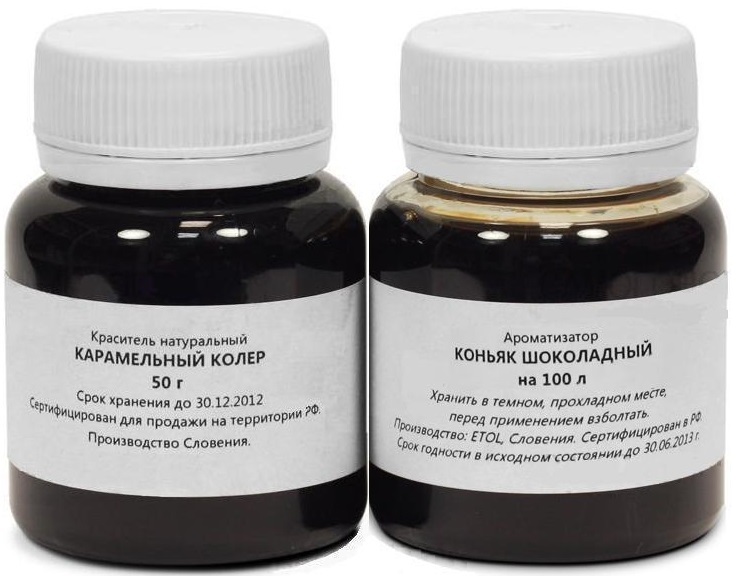 Краситель натуральный
КАРАМЕЛЬНЫЙ КОЛЕР
50 г
Срок хранения до 30.12.2012
Сертифицирован для продажи на территории РФ.
Производство Словения.
Ароматизатор
КОНЬЯК ШОКОЛАДНЫЙ
на 100 л
Хранить в темном, прохладном месте,
перед применением взболтать.
Производство: ETOL, Словения. Сертифицирован в РФ.
Срок годности в исходном состоянии до 30.06.2013 г.